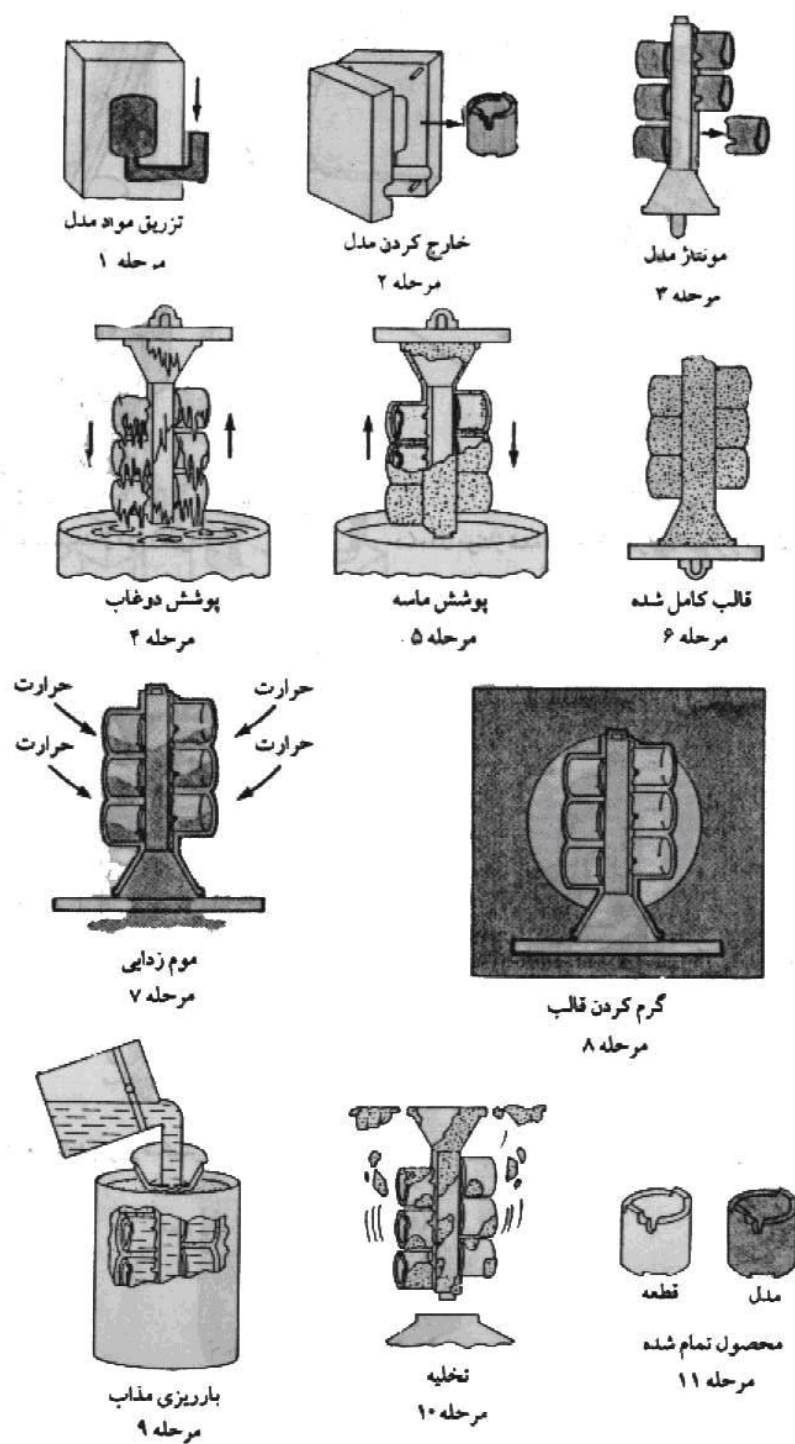 تزریق مواد مدل
مرحله ۱
خارج کردن مدل
مرحله ۲
مونتاژ مدل
مرحله ۳
پوشش دوغاب
مرحله ۴
پوشش ماسه
مرحله ۵
قالب کامل شده
مرحله ۶
حرارت
حرارت
حرارت
حرارت
موم زدایی
مرحله ۷
گرم کردن قالب
مرحله ۸
بارریزی مذاب
مرحله ۹
تخلیه
مرحله ۱۰
مدل
قطعه
محصول تمام شده
مرحله ۱۱